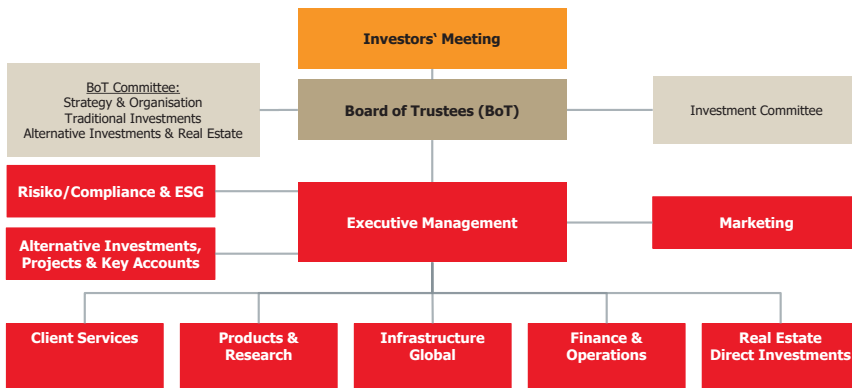 Investors‘ Meeting
BoT Committee:
Strategy & Organisation
Traditional Investments
Alternative Investments & Real Estate
Board of Trustees (BoT)
Investment Committee
Risiko/Compliance & ESG
Executive Management
Marketing
Alternative Investments,
Projects & Key Accounts
Client Services
Products &
Research
Infrastructure
Global
Finance &
Operations
Real Estate
Direct Investments